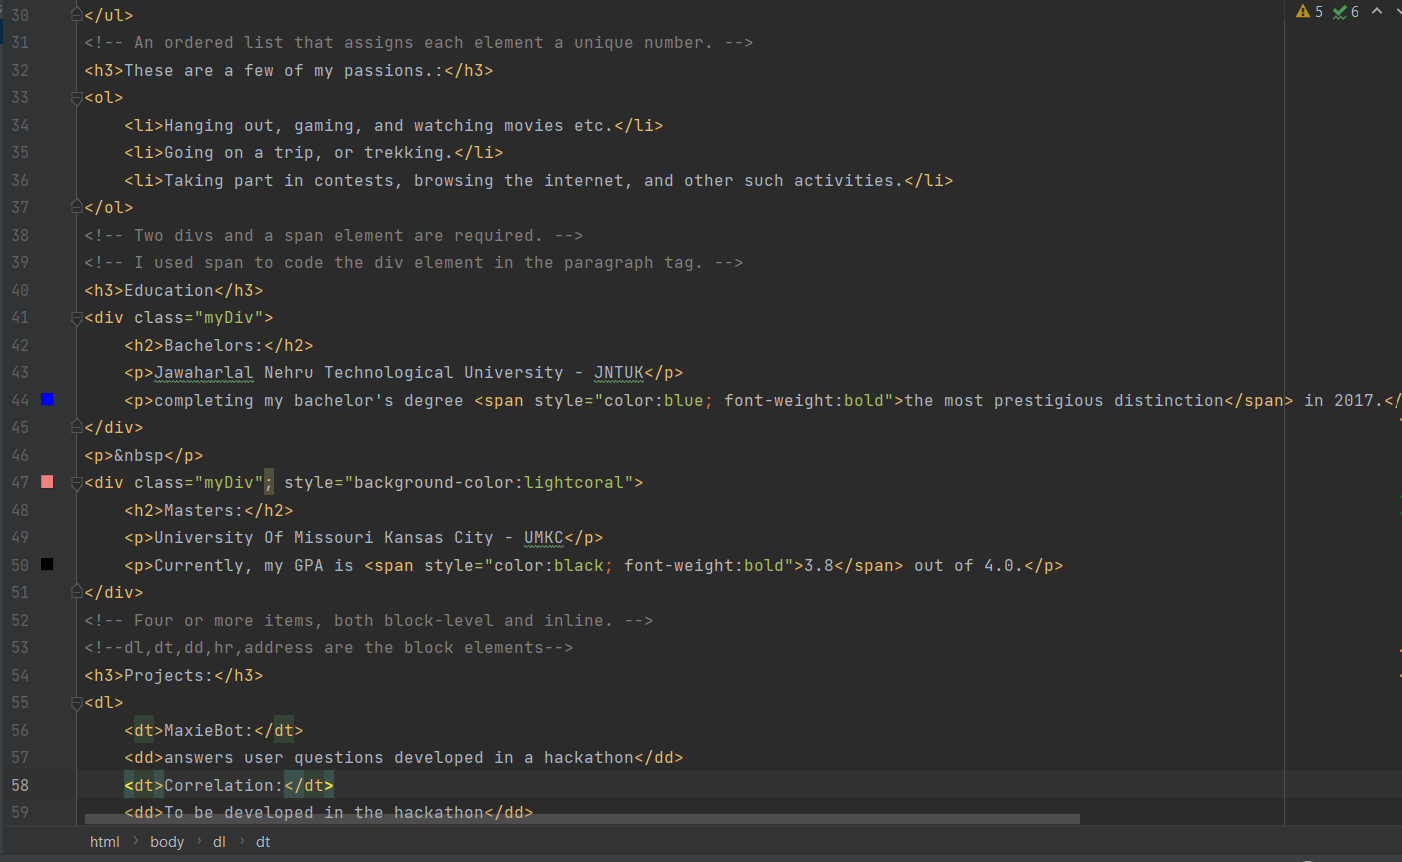 5 6
30 </ul>
31 <!-- An ordered list that assigns each element a unique number. -->
32 <h3>These are a few of my passions.:</h3>
33 <ol>
34 <li>Hanging out, gaming, and watching movies etc.</li>
35 <li>Going on a trip, or trekking.</li>
36 <li>Taking part in contests, browsing the internet, and other such activities.</li>
37 </ol>
38 <!-- Two divs and a span element are required. -->
39 <!-- I used span to code the div element in the paragraph tag. -->
40 <h3>Education</h3>
41 <div class="myDiv">
42 <h2>Bachelors:</h2>
43 <p>Jawaharlal Nehru Technological University - JNTUK</p>
44 <p>completing my bachelor's degree <span style="color:blue; font-weight:bold">the most prestigious distinction</span> in 2017.</
45 </div>
46 <p>&nbsp</p>
47 <div class="myDiv"; style="background-color:lightcoral">
48 <h2>Masters:</h2>
49 <p>University Of Missouri Kansas City - UMKC</p>
50 <p>Currently, my GPA is <span style="color:black; font-weight:bold">3.8</span> out of 4.0.</p>
51 </div>
52 <!-- Four or more items, both block-level and inline. -->
53 <!--dl,dt,dd,hr,address are the block elements-->
54 <h3>Projects:</h3>
55 <dl>
56 <dt>MaxieBot:</dt>
57 <dd>answers user questions developed in a hackathon</dd>
58 <dt>Correlation:</dt>
59 <dd>To be developed in the hackathon</dd>
html › body › dl › dt